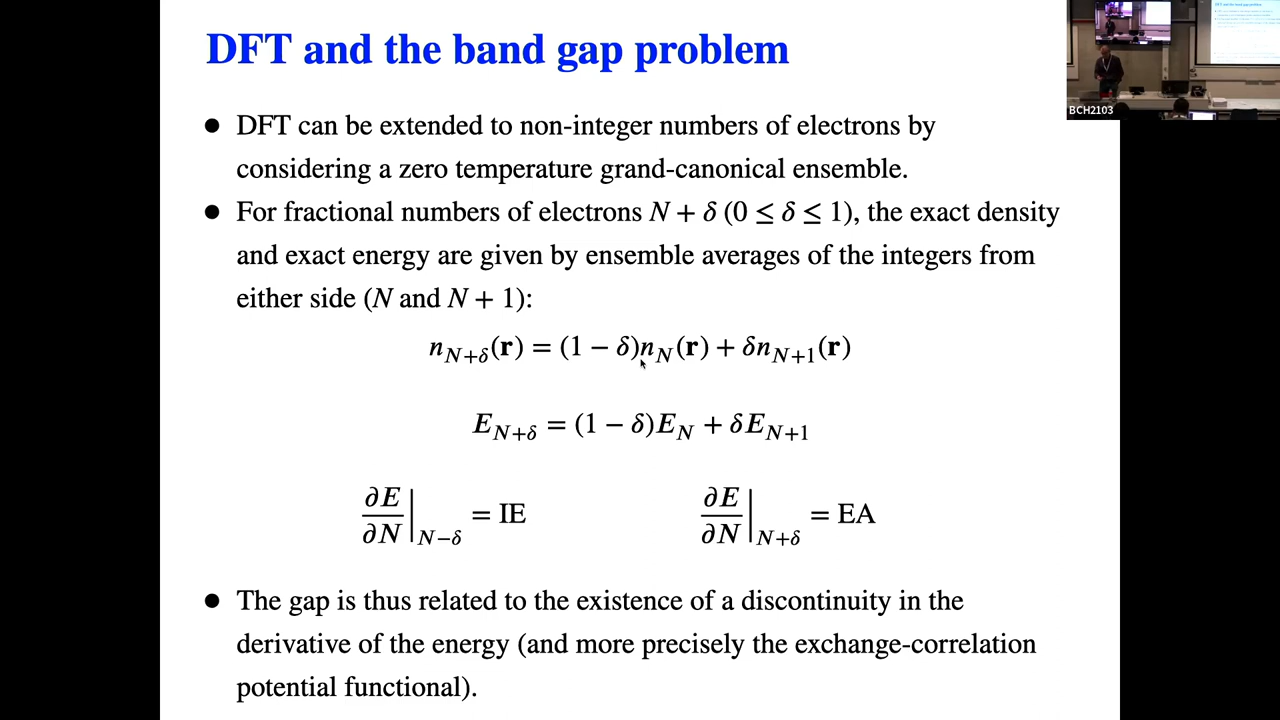 DFT and the band gap problem
● DFT can be extended to non-integer numbers of electrons by
considering a zero temperature grand-canonical ensemble.
● For fractional numbers of electrons N + δ (0 ≤ δ ≤ 1), the exact density
and exact energy are given by ensemble averages of the integers from
either side (N and N + 1):
n_{N+δ}(r) = (1 − δ)n_N(r) + δn_{N+1}(r)
E_{N+δ} = (1 − δ)E_N + δE_{N+1}
∂E/∂N|_{N−δ} = IE    ∂E/∂N|_{N+δ} = EA
● The gap is thus related to the existence of a discontinuity in the
derivative of the energy (and more precisely the exchange-correlation
potential functional).
BCH2103